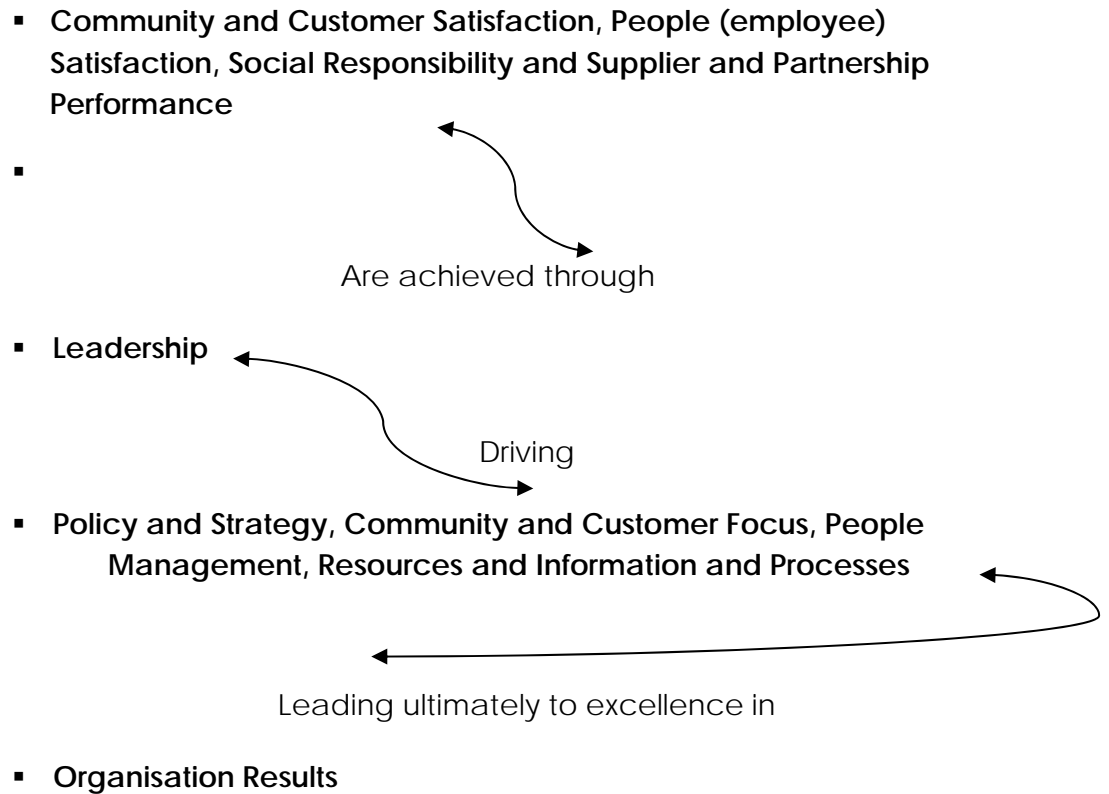 ▪ Community and Customer Satisfaction, People (employee)
Satisfaction, Social Responsibility and Supplier and Partnership
Performance
▪
Are achieved through
▪ Leadership
Driving
▪ Policy and Strategy, Community and Customer Focus, People
Management, Resources and Information and Processes
Leading ultimately to excellence in
▪ Organisation Results